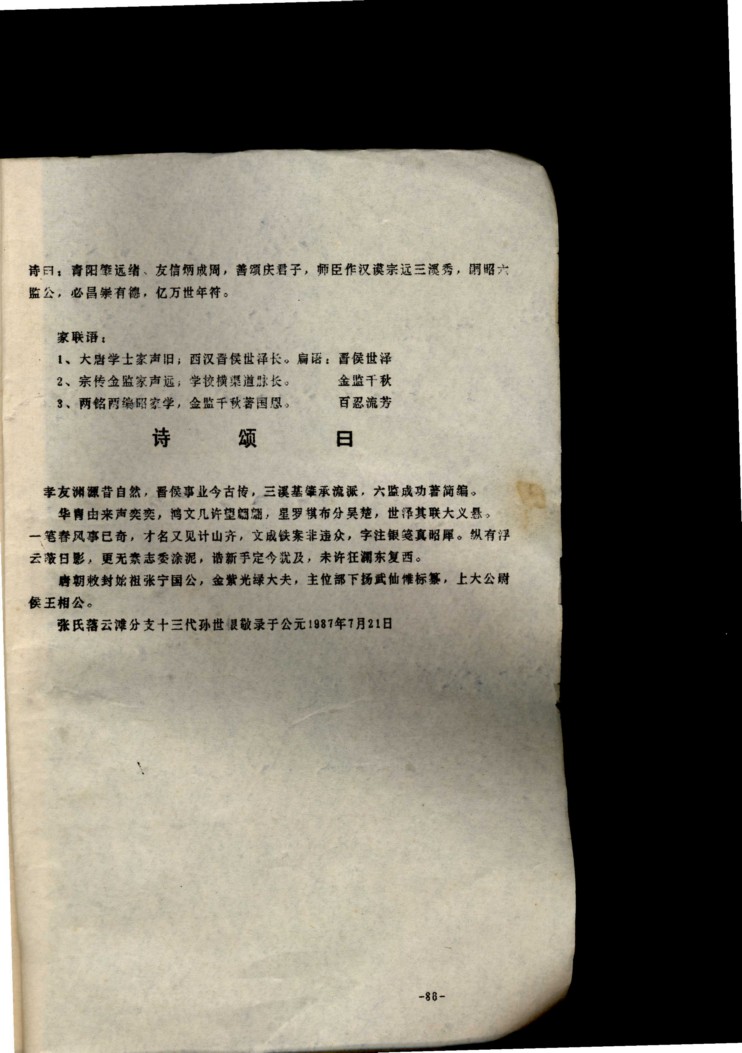 诗曰：青阳肇远绪、友信炳成周，善颂庆君子，师臣作汉谟宗远三溪秀，阴昭六
监公，必昌崇有德，亿万世年符。
家联语：
1、大唐学士家声旧；西汉晋侯世泽长。扁语：晋侯世泽
2、宗传金监家声远；学校横渠道脉长。 金监千秋
3、两铭两编昭家学，金监千秋著国恩。 百忍流芳
诗 颂 曰
孝友渊源昔自然，晋侯事业今古传，三溪基肇承流派，六监成功著简编。
华胄由来声奕奕，鸿文几许望翩翩，星罗棋布分吴楚，世泽其联大义悬。
一笔春风事已奇，才名又见计山齐，文成铁案非违众，字注银笺真昭犀。纵有浮
云蔽日影，更无素志委涂泥，谱新手定今犹及，未许狂澜东复西。
唐朝敕封始祖张宁国公，金紫光绿大夫，主位部下扬武仙惟标纂，上大公尉
侯王相公。
张氏落云滩分支十三代孙世银敬录于公元1987年7月21日
-88-